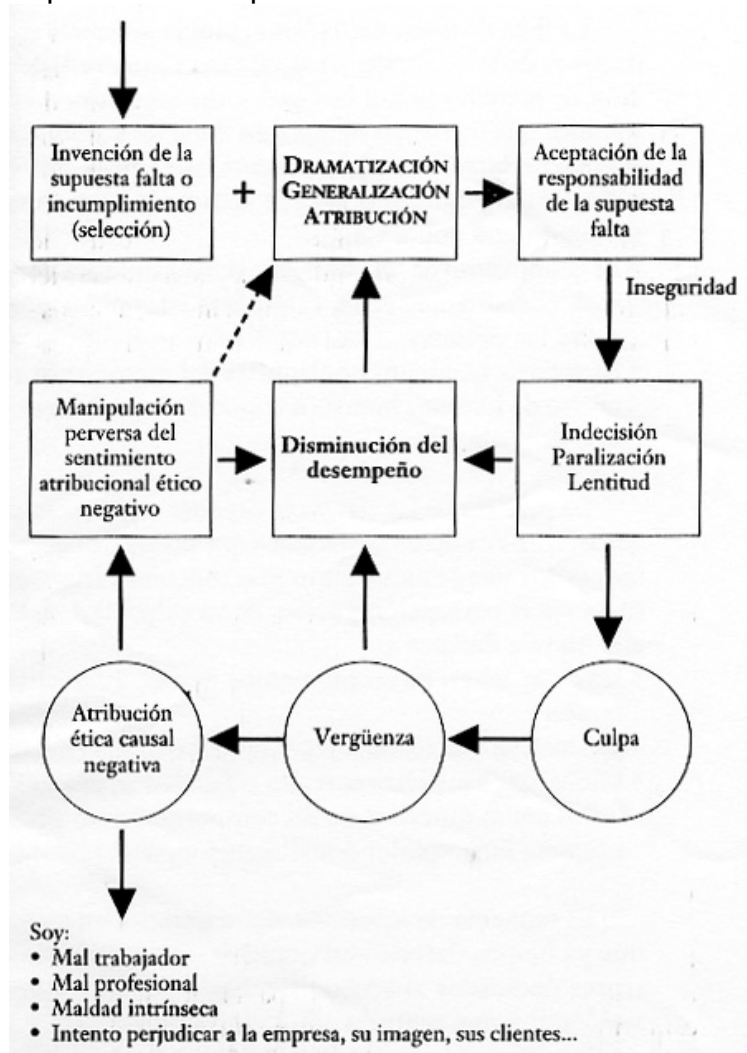 Invención de la
supuesta falta o
incumplimiento
(selección)
+
DRAMATIZACIÓN
GENERALIZACIÓN
ATRIBUCIÓN
Aceptación de la
responsabilidad
de la supuesta
falta
Inseguridad
Manipulación
perversa del
sentimiento
atribucional ético
negativo
Disminución del
desempeño
Indecisión
Paralización
Lentitud
Atribución
ética causal
negativa
Vergüenza
Culpa
Soy:
• Mal trabajador
• Mal profesional
• Maldad intrínseca
• Intento perjudicar a la empresa, su imagen, sus clientes...